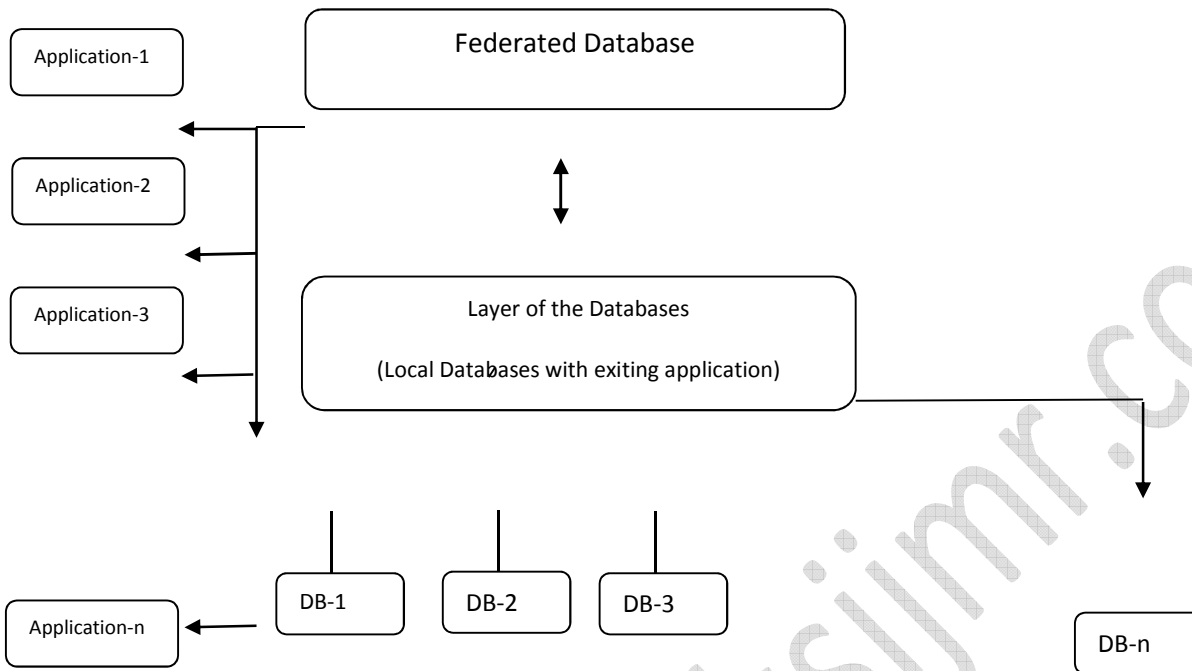 Federated Database
Application-1
Application-2
Application-3
Layer of the Databases
(Local Databases with exiting application)
DB-1
DB-2
DB-3
Application-n
DB-n